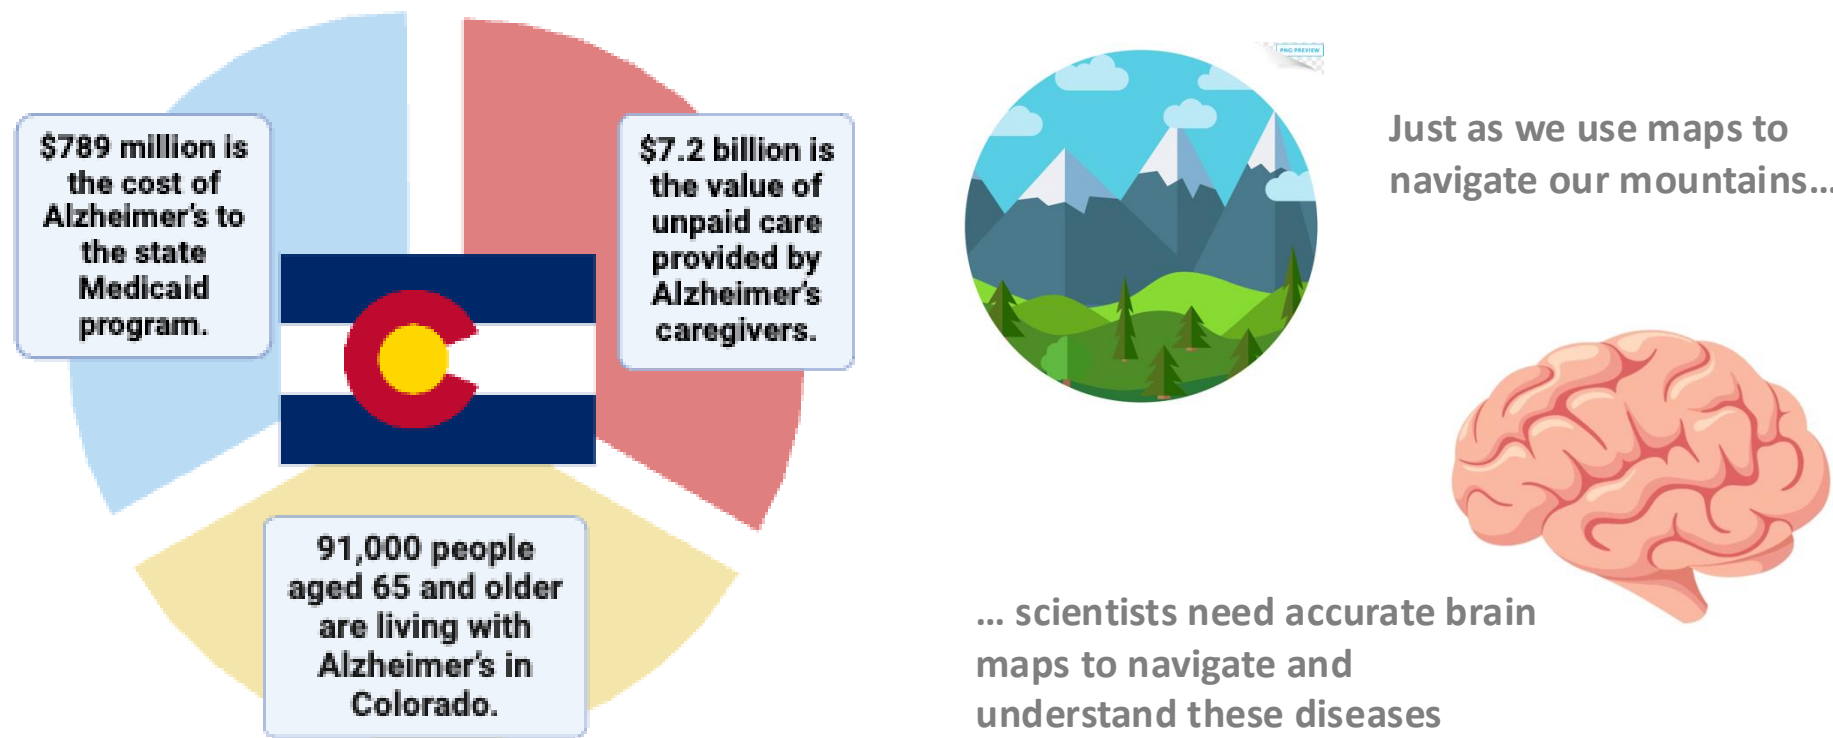 $789 million is
the cost of
Alzheimer's to
the state
Medicaid
program.
$7.2 billion is
the value of
unpaid care
provided by
Alzheimer's
caregivers.
91,000 people
aged 65 and older
are living with
Alzheimer's in
Colorado.
PNG PREVIEW
Just as we use maps to
navigate our mountains...
... scientists need accurate brain
maps to navigate and
understand these diseases